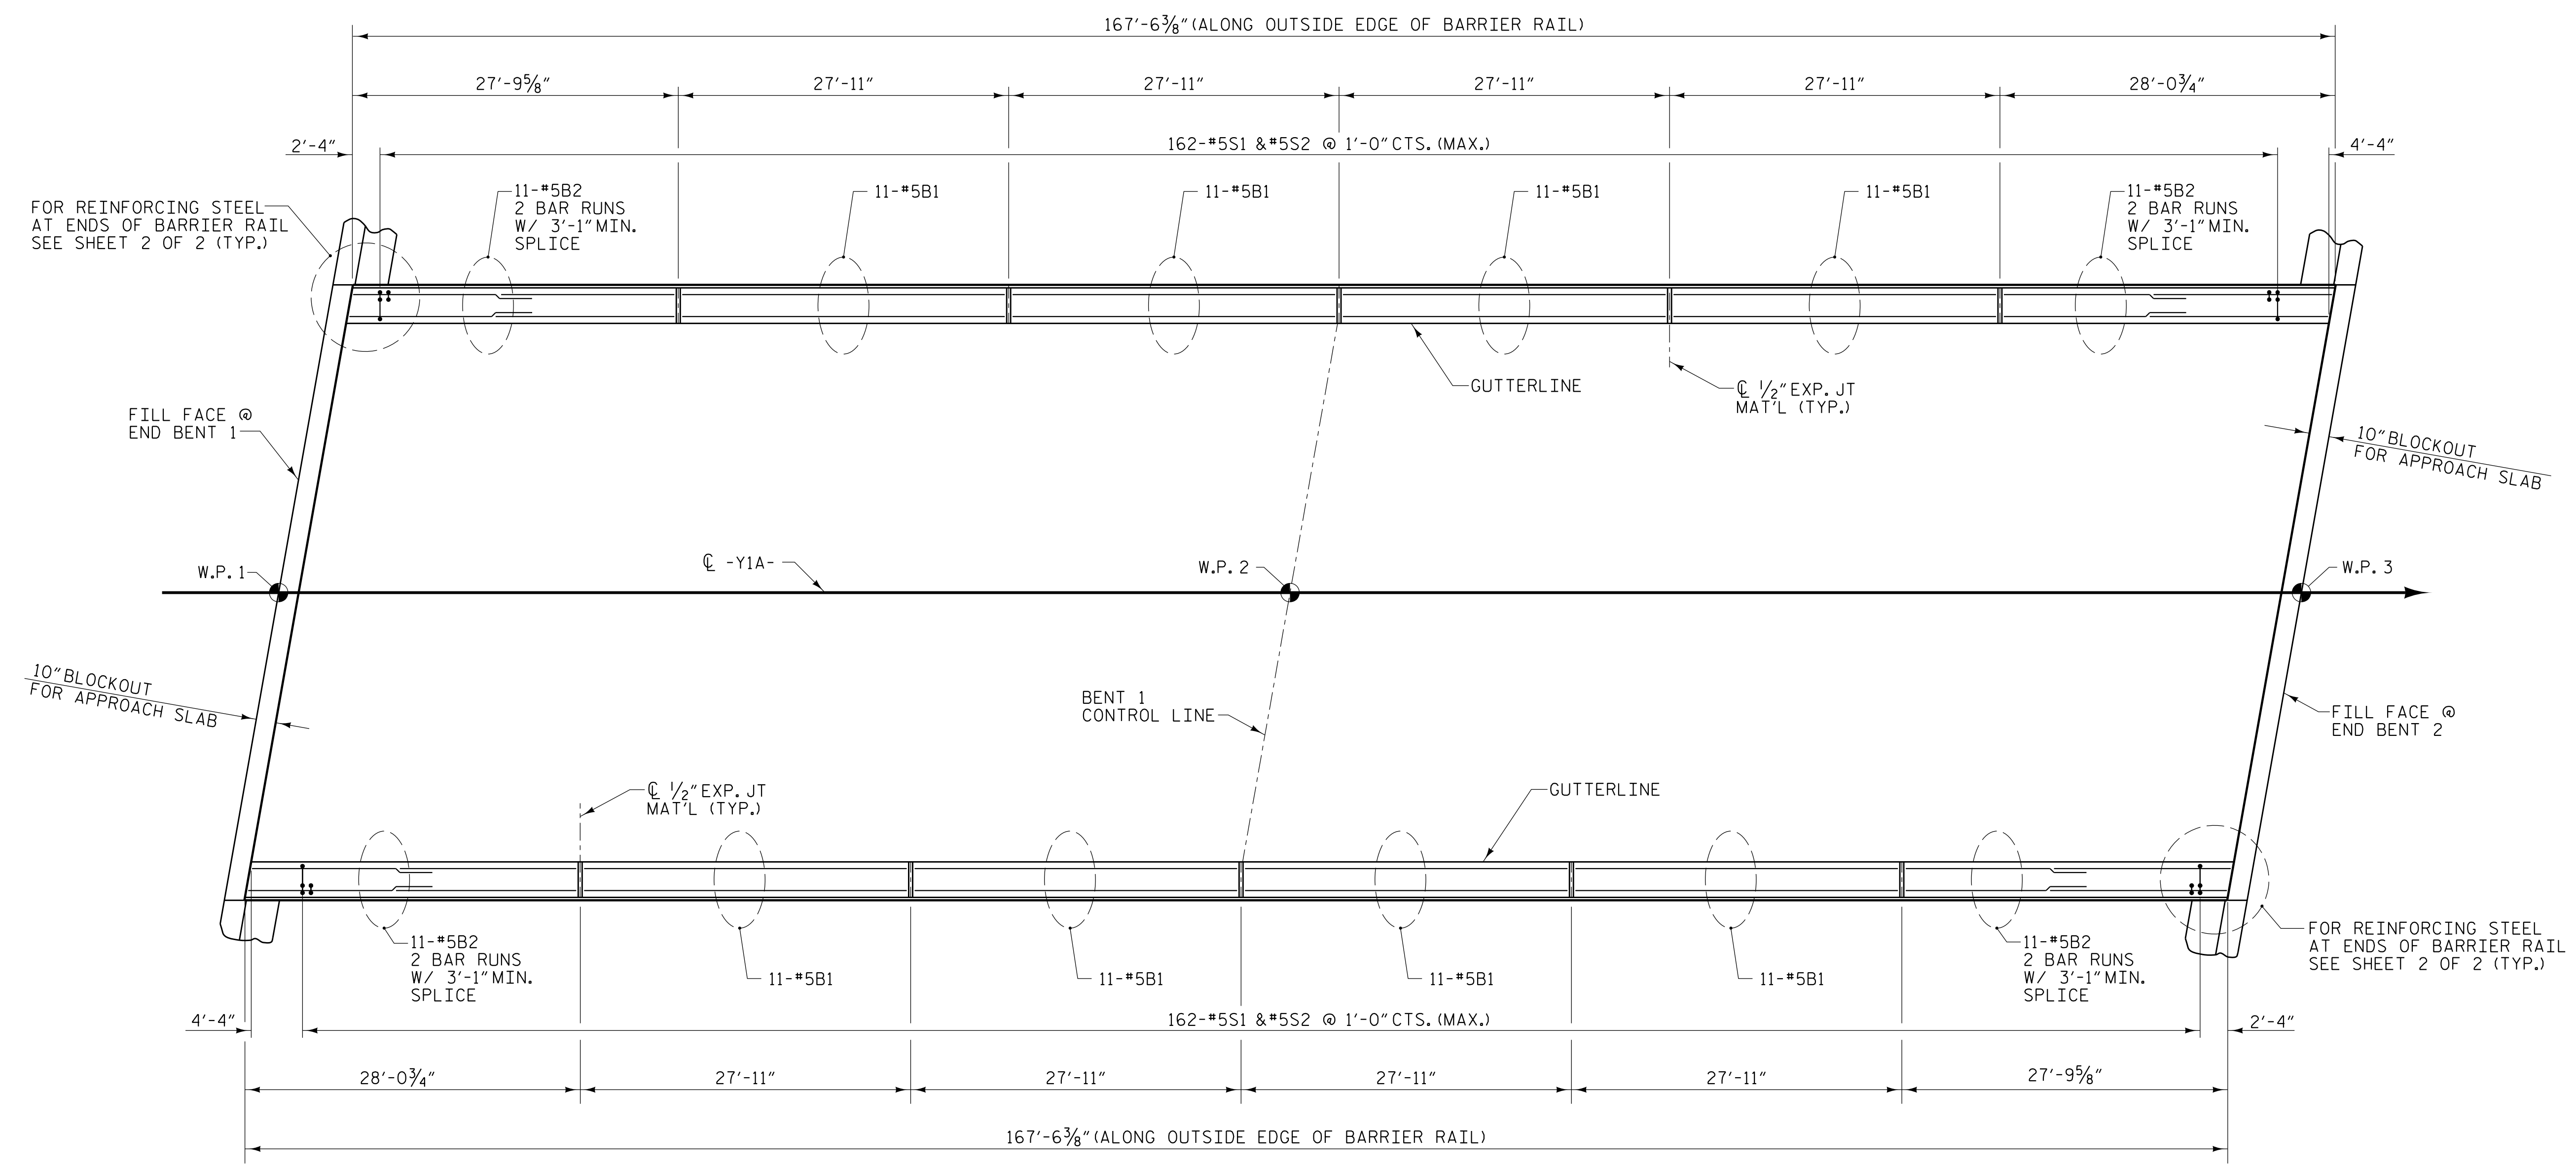 167'-6⅜" (ALONG OUTSIDE EDGE OF BARRIER RAIL)
27'-9⅝"
27'-11"
27'-11"
27'-11"
27'-11"
28'-0¾"
2'-4"
162-#5S1 & #5S2 @ 1'-0" CTS. (MAX.)
4'-4"
FOR REINFORCING STEEL
AT ENDS OF BARRIER RAIL
SEE SHEET 2 OF 2 (TYP.)
11-#5B2
2 BAR RUNS
W/ 3'-1" MIN.
SPLICE
11-#5B1
11-#5B1
11-#5B1
11-#5B1
11-#5B2
2 BAR RUNS
W/ 3'-1" MIN.
SPLICE
GUTTERLINE
℄ ½" EXP. JT
MAT'L (TYP.)
FILL FACE @
END BENT 1
10" BLOCKOUT
FOR APPROACH SLAB
W.P. 1
℄ -Y1A-
W.P. 2
W.P. 3
10" BLOCKOUT
FOR APPROACH SLAB
BENT 1
CONTROL LINE
FILL FACE @
END BENT 2
℄ ½" EXP. JT
MAT'L (TYP.)
GUTTERLINE
11-#5B2
2 BAR RUNS
W/ 3'-1" MIN.
SPLICE
11-#5B1
11-#5B1
11-#5B1
11-#5B1
11-#5B2
2 BAR RUNS
W/ 3'-1" MIN.
SPLICE
FOR REINFORCING STEEL
AT ENDS OF BARRIER RAIL
SEE SHEET 2 OF 2 (TYP.)
4'-4"
162-#5S1 & #5S2 @ 1'-0" CTS. (MAX.)
2'-4"
28'-0¾"
27'-11"
27'-11"
27'-11"
27'-11"
27'-9⅝"
167'-6⅜" (ALONG OUTSIDE EDGE OF BARRIER RAIL)